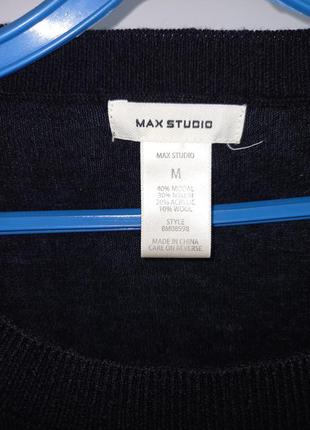 MAX STUDIO
MAX STUDIO
M
40% MODAL
30% NYLON
20% ACRYLIC
10% WOOL
STYLE
8M08598
MADE IN CHINA
CARE ON REVERSE